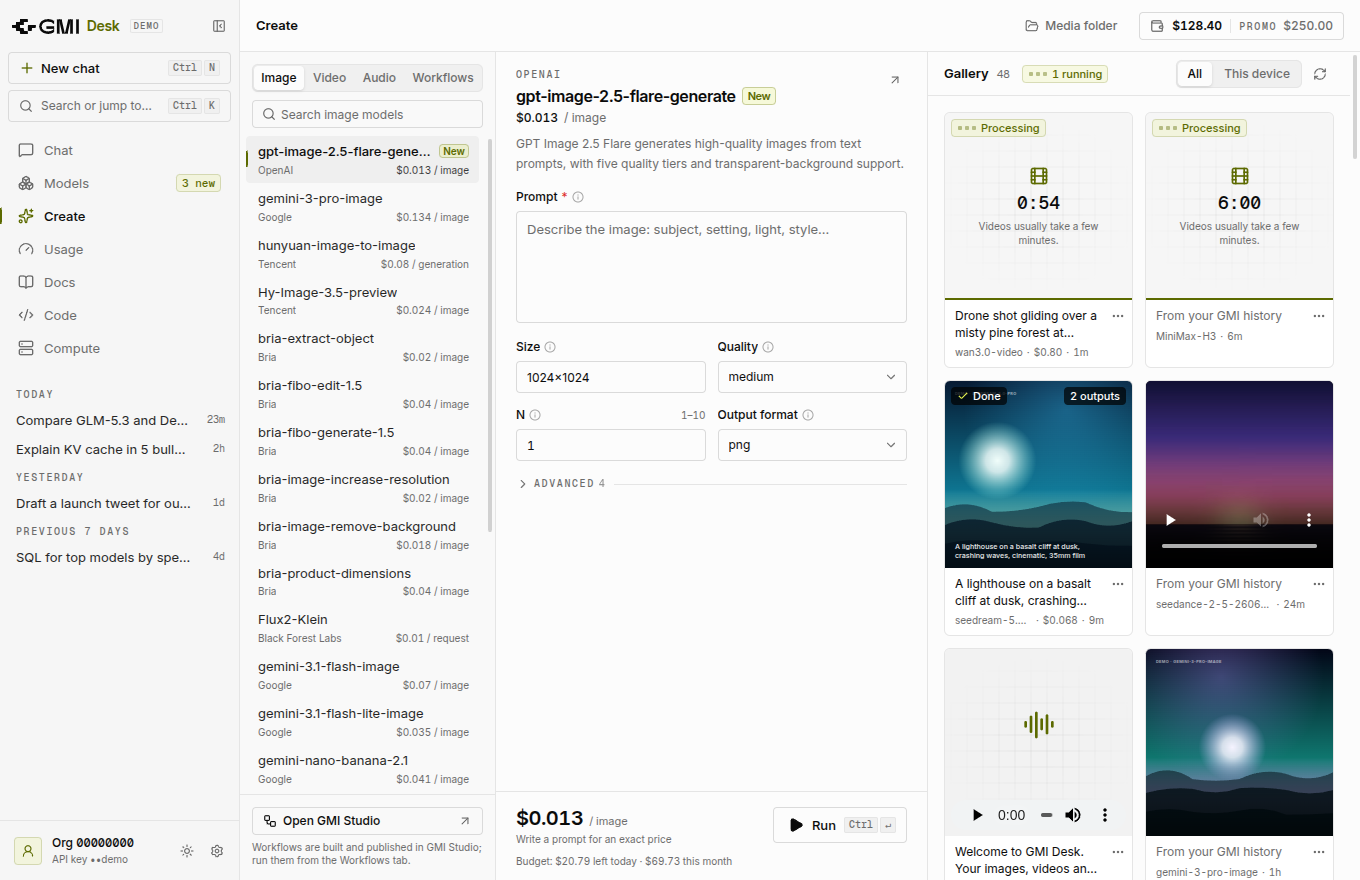 GMI Desk DEMO
New chat Ctrl N
Search or jump to... Ctrl K
Chat
Models 3 new
Create
Usage
Docs
Code
Compute
TODAY
Compare GLM-5.3 and De... 23m
Explain KV cache in 5 bull... 2h
YESTERDAY
Draft a launch tweet for ou... 1d
PREVIOUS 7 DAYS
SQL for top models by spe... 4d
Org 00000000
API key ••demo
Create
Media folder
$128.40 PROMO $250.00
Image Video Audio Workflows
Search image models
gpt-image-2.5-flare-gene... New
OpenAI $0.013 / image
gemini-3-pro-image
Google $0.134 / image
hunyuan-image-to-image
Tencent $0.08 / generation
Hy-Image-3.5-preview
Tencent $0.024 / image
bria-extract-object
Bria $0.02 / image
bria-fibo-edit-1.5
Bria $0.04 / image
bria-fibo-generate-1.5
Bria $0.04 / image
bria-image-increase-resolution
Bria $0.02 / image
bria-image-remove-background
Bria $0.018 / image
bria-product-dimensions
Bria $0.04 / image
Flux2-Klein
Black Forest Labs $0.01 / request
gemini-3.1-flash-image
Google $0.07 / image
gemini-3.1-flash-lite-image
Google $0.035 / image
gemini-nano-banana-2.1
Google $0.041 / image
Open GMI Studio
Workflows are built and published in GMI Studio;
run them from the Workflows tab.
OPENAI
gpt-image-2.5-flare-generate New
$0.013 / image
GPT Image 2.5 Flare generates high-quality images from text
prompts, with five quality tiers and transparent-background support.
Prompt *
Describe the image: subject, setting, light, style...
Size Quality
1024×1024 medium
N 1–10 Output format
1 png
ADVANCED 4
$0.013 / image
Write a prompt for an exact price
Budget: $20.79 left today · $69.73 this month
Run Ctrl ↵
Gallery 48 1 running
All This device
Processing
0:54
Videos usually take a few
minutes.
Drone shot gliding over a
misty pine forest at...
wan3.0-video · $0.80 · 1m
Processing
6:00
Videos usually take a few
minutes.
From your GMI history
MiniMax-H3 · 6m
Done 2 outputs
A lighthouse on a basalt cliff at dusk,
crashing waves, cinematic, 35mm film
A lighthouse on a basalt
cliff at dusk, crashing...
seedream-5.... · $0.068 · 9m
From your GMI history
seedance-2-5-2606... · 24m
0:00
Welcome to GMI Desk.
Your images, videos an...
DEMO · GEMINI-3-PRO-IMAGE
From your GMI history
gemini-3-pro-image · 1h